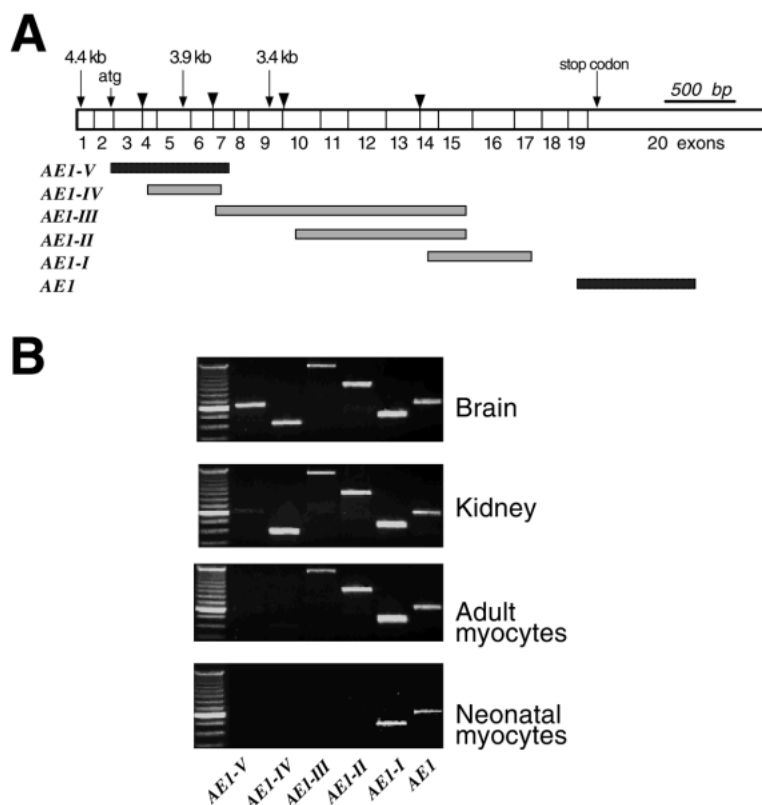 A
4.4 kb 3.9 kb 3.4 kb
atg stop codon 500 bp
1 2 3 4 5 6 7 8 9 10 11 12 13 14 15 16 17 18 19 20 exons
AE1-V
AE1-IV
AE1-III
AE1-II
AE1-I
AE1
B
Brain
Kidney
Adult
myocytes
Neonatal
myocytes
AE1-V AE1-IV AE1-III AE1-II AE1-I AE1